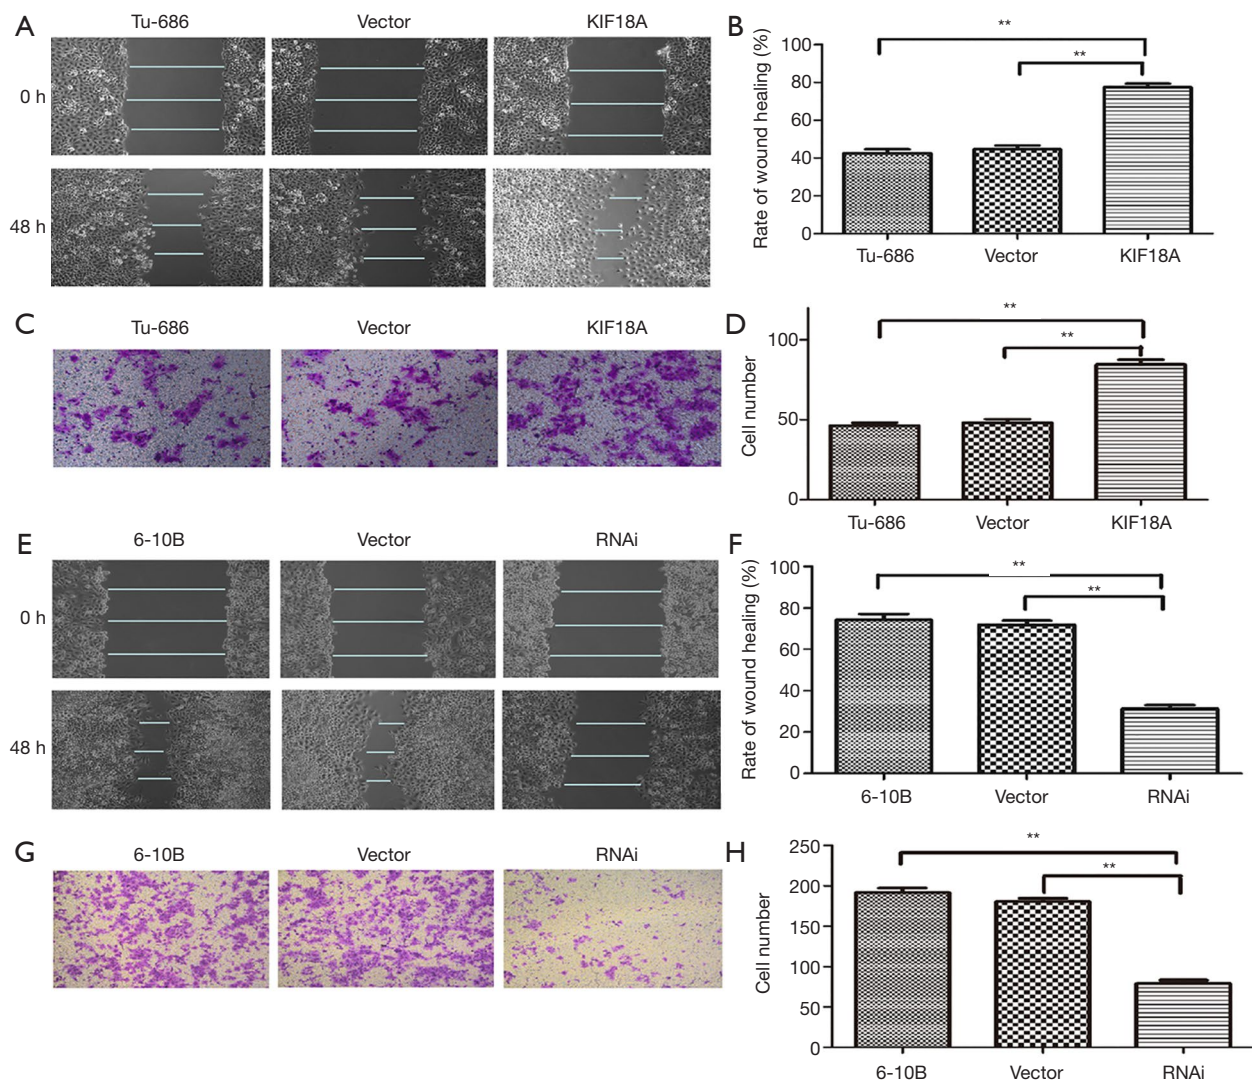 A
Tu-686 Vector KIF18A
0 h
48 h
B
Rate of wound healing (%)
100
80
60
40
20
0
**
**
Tu-686 Vector KIF18A
C
Tu-686 Vector KIF18A
D
Cell number
100
50
0
**
**
Tu-686 Vector KIF18A
E
6-10B Vector RNAi
0 h
48 h
F
Rate of wound healing (%)
100
80
60
40
20
0
**
**
6-10B Vector RNAi
G
6-10B Vector RNAi
H
Cell number
250
200
150
100
50
0
**
**
6-10B Vector RNAi